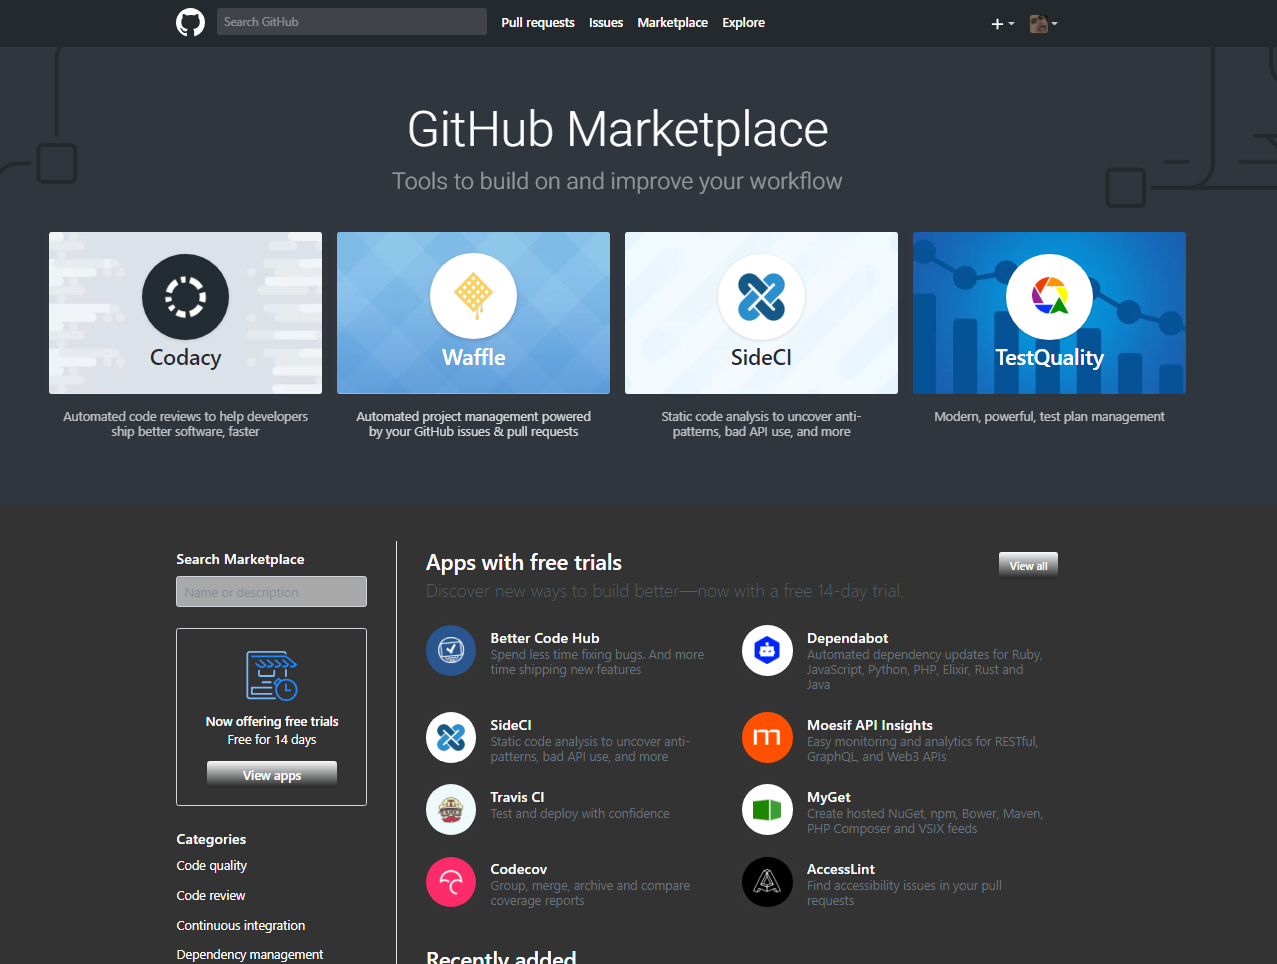 Search GitHub
Pull requests
Issues
Marketplace
Explore
GitHub Marketplace
Tools to build on and improve your workflow
Codacy
Waffle
SideCI
TestQuality
Automated code reviews to help developers
ship better software, faster
Automated project management powered
by your GitHub issues & pull requests
Static code analysis to uncover anti-
patterns, bad API use, and more
Modern, powerful, test plan management
Search Marketplace
Name or description
Now offering free trials
Free for 14 days
View apps
Categories
Code quality
Code review
Continuous integration
Dependency management
Apps with free trials
View all
Discover new ways to build better—now with a free 14-day trial.
Better Code Hub
Spend less time fixing bugs. And more
time shipping new features
Dependabot
Automated dependency updates for Ruby,
JavaScript, Python, PHP, Elixir, Rust and
Java
SideCI
Static code analysis to uncover anti-
patterns, bad API use, and more
Moesif API Insights
Easy monitoring and analytics for RESTful,
GraphQL, and Web3 APIs
Travis CI
Test and deploy with confidence
MyGet
Create hosted NuGet, npm, Bower, Maven,
PHP Composer and VSIX feeds
Codecov
Group, merge, archive and compare
coverage reports
AccessLint
Find accessibility issues in your pull
requests
Recently added